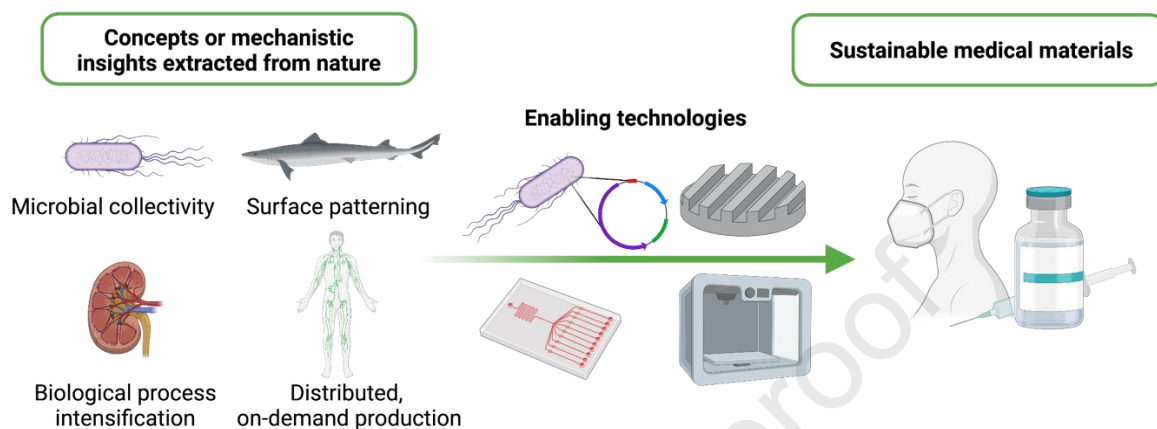 Concepts or mechanistic
insights extracted from nature
Sustainable medical materials
Enabling technologies
Microbial collectivity
Surface patterning
Biological process
intensification
Distributed,
on-demand production
proofs